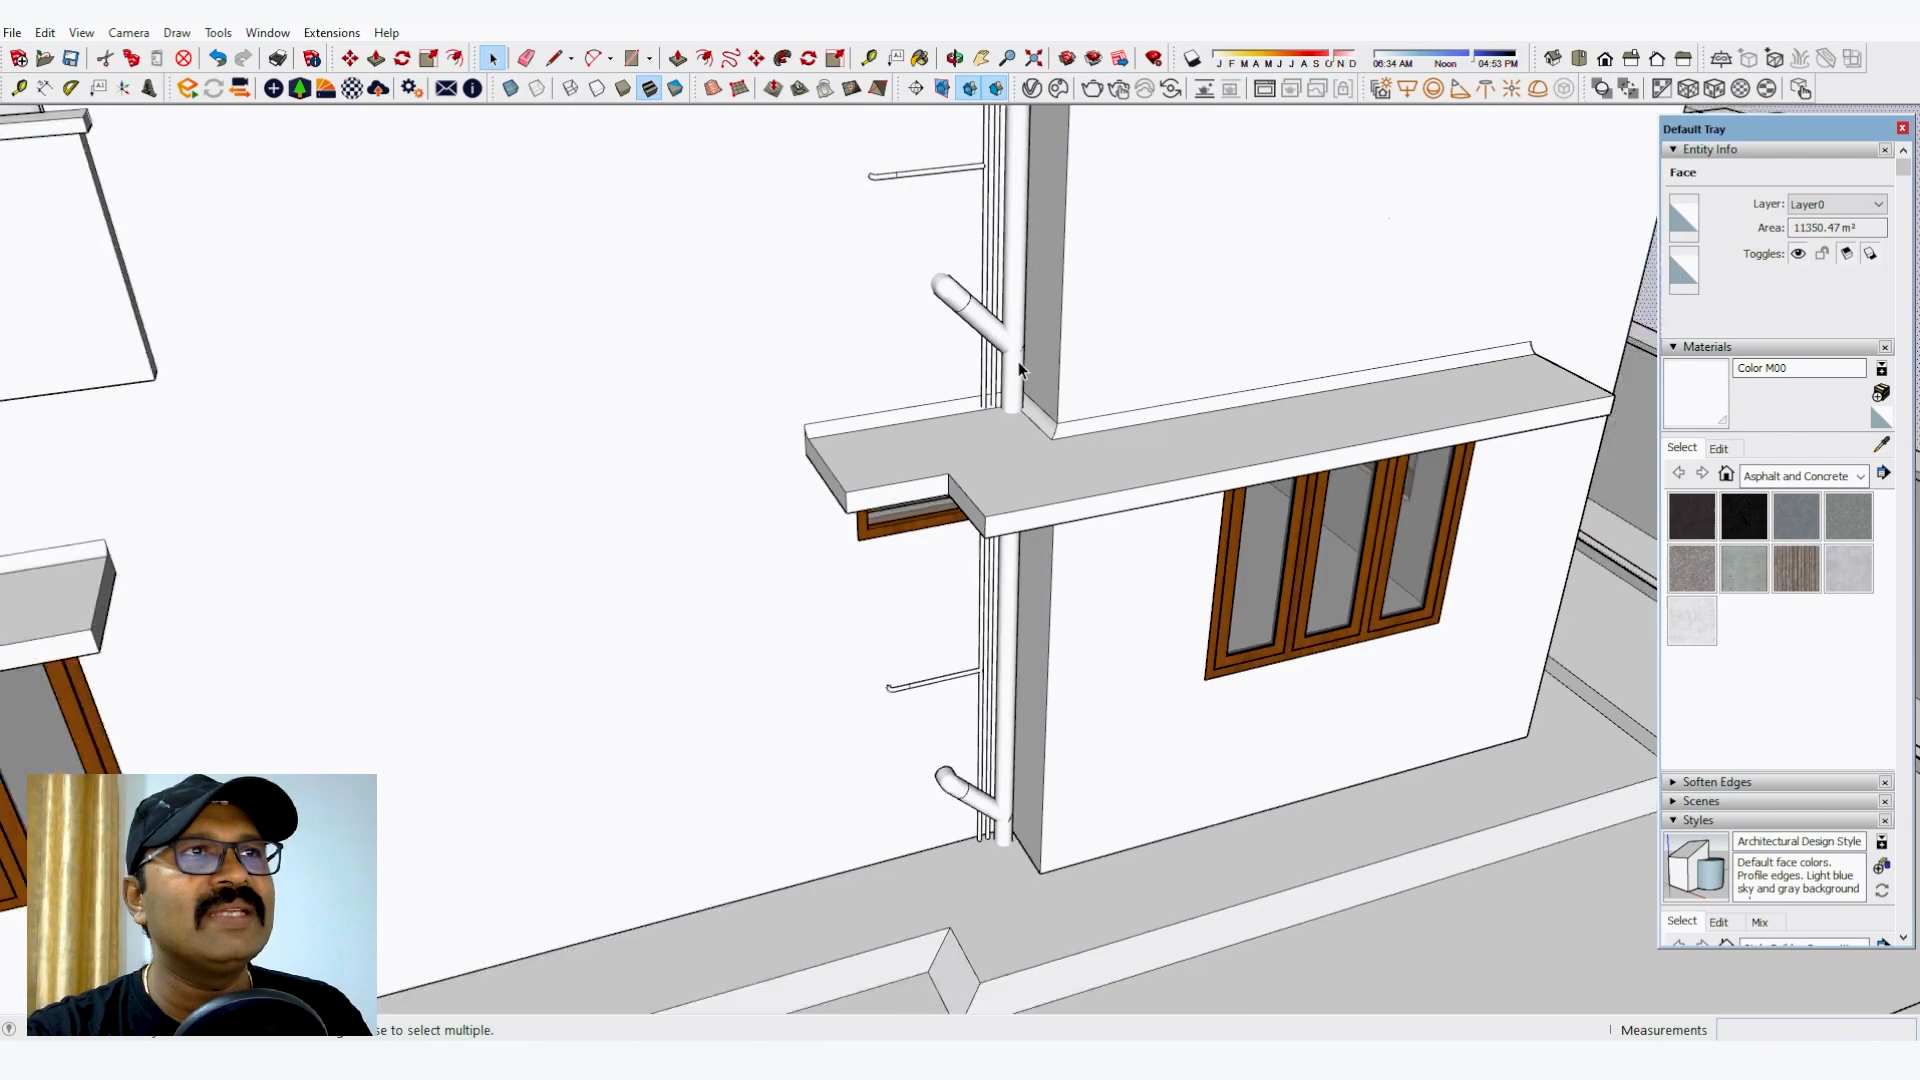 File Edit View Camera Draw Tools Window Extensions Help
J F M A M J J A S O N D 06:34 AM Noon 04:53 PM
Default Tray
Entity Info
Face
Layer: Layer0
Area: 11350.47 m²
Toggles:
Materials
Color M00
Select Edit
Asphalt and Concrete
Soften Edges
Scenes
Styles
Architectural Design Style
Default face colors.
Profile edges. Light blue
sky and gray background
Select Edit Mix
se to select multiple.
Measurements